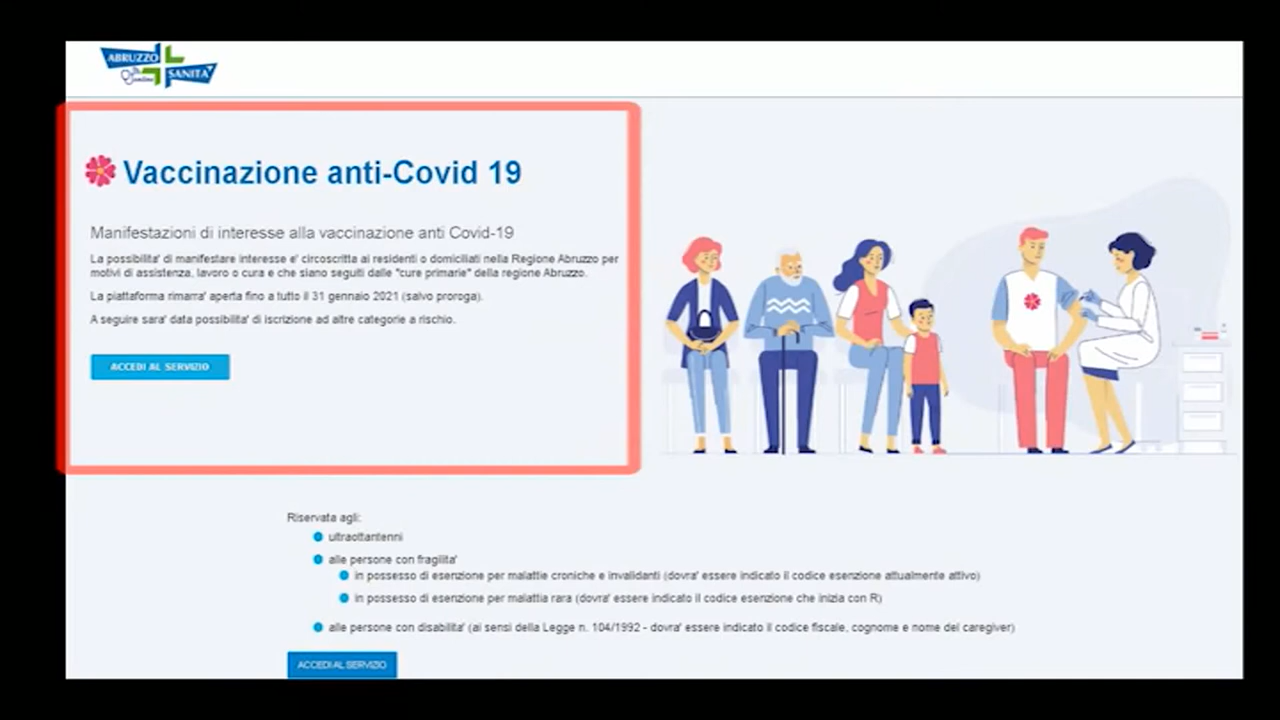 ABRUZZO
SANITA'
online
Vaccinazione anti-Covid 19
Manifestazioni di interesse alla vaccinazione anti Covid-19
La possibilita' di manifestare interesse e' circoscritta ai residenti o domiciliati nella Regione Abruzzo per
motivi di assistenza, lavoro o cura e che siano seguiti dalle "cure primarie" della regione Abruzzo.
La piattaforma rimarra' aperta fino a tutto il 31 gennaio 2021 (salvo proroga).
A seguire sara' data possibilita' di iscrizione ad altre categorie a rischio.
ACCEDI AL SERVIZIO
Riservata agli:
ultraottantenni
alle persone con fragilita'
in possesso di esenzione per malattie croniche e invalidanti (dovra' essere indicato il codice esenzione attualmente attivo)
in possesso di esenzione per malattia rara (dovra' essere indicato il codice esenzione che inizia con R)
alle persone con disabilita' (ai sensi della Legge n. 104/1992 - dovra' essere indicato il codice fiscale, cognome e nome del caregiver)
ACCEDI AL SERVIZIO